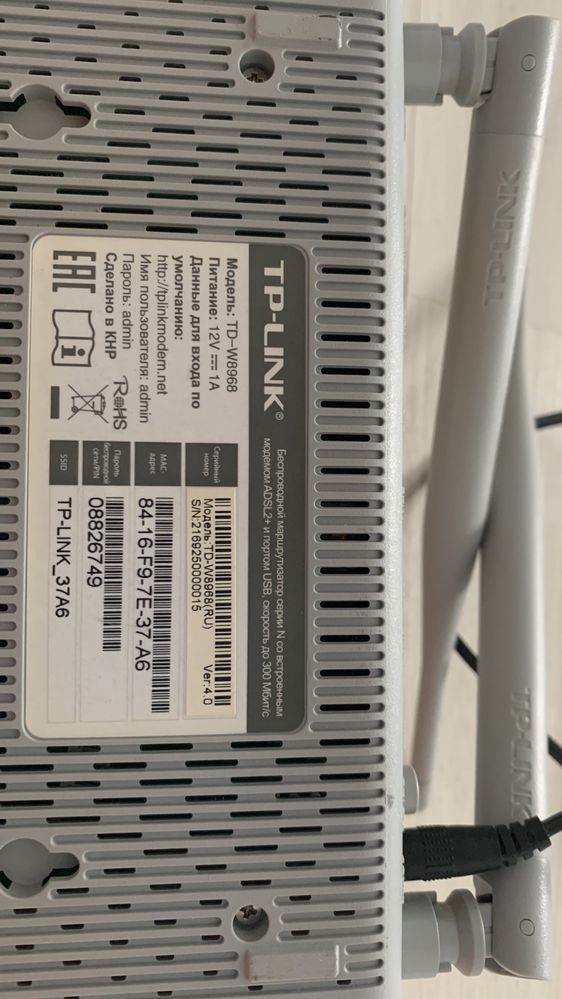 TP-LINK®
Беспроводной маршрутизатор серии N со встроенным
модемом ADSL2+ и портом USB, скорость до 300 Мбит/с
Модель: TD-W8968
Питание: 12V ⎓ 1A
Данные для входа по
умолчанию:
http://tplinkmodem.net
Имя пользователя: admin
Пароль: admin
Сделано в КНР
EAC
RoHS
Серийный
номер
Модель: TD-W8968(RU) Ver:4.0
S/N:2169250000015
MAC-
адрес
84-16-F9-7E-37-A6
Пароль
беспроводной
сети/PIN
08826749
SSID
TP-LINK_37A6
TP-LINK
TP-LINK